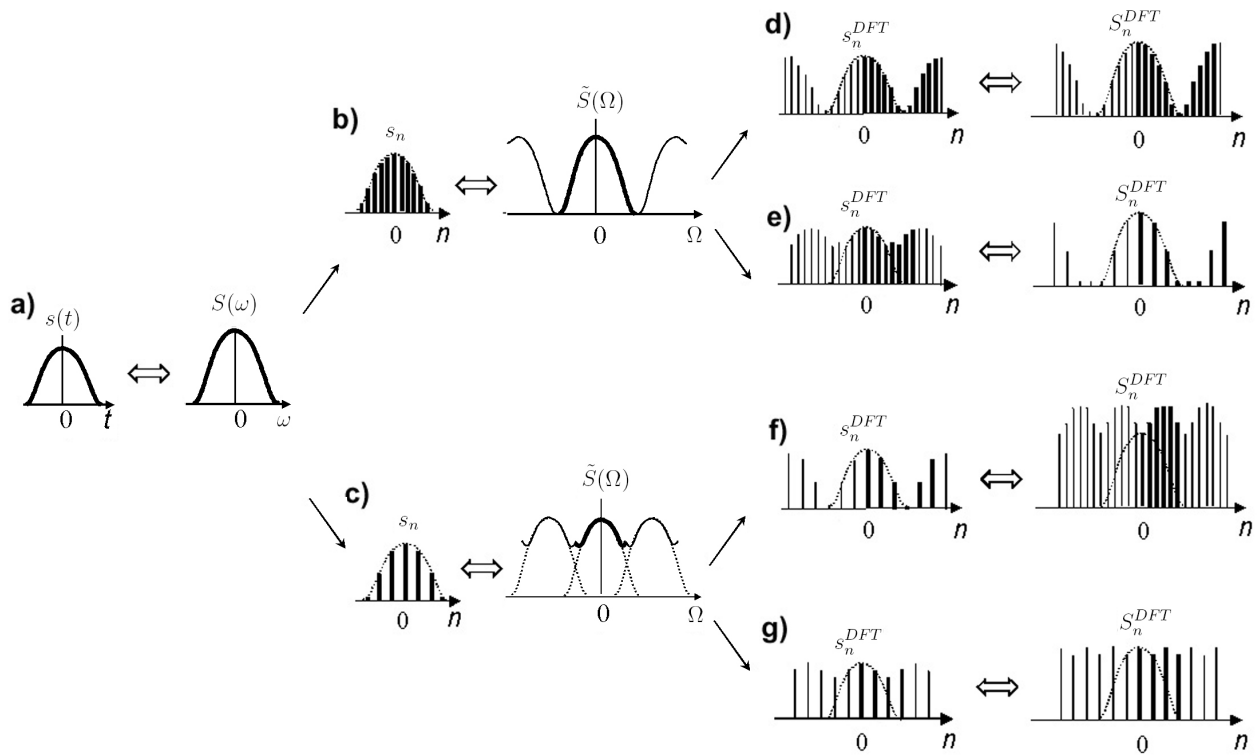 a)
s(t)
0
t
S(ω)
0
ω
b)
s_n
0
n
S̃(Ω)
0
Ω
c)
s_n
0
n
S̃(Ω)
0
Ω
d)
s_n^{DFT}
0
n
S_n^{DFT}
0
n
e)
s_n^{DFT}
0
n
S_n^{DFT}
0
n
f)
s_n^{DFT}
0
n
S_n^{DFT}
0
n
g)
s_n^{DFT}
0
n
S_n^{DFT}
0
n